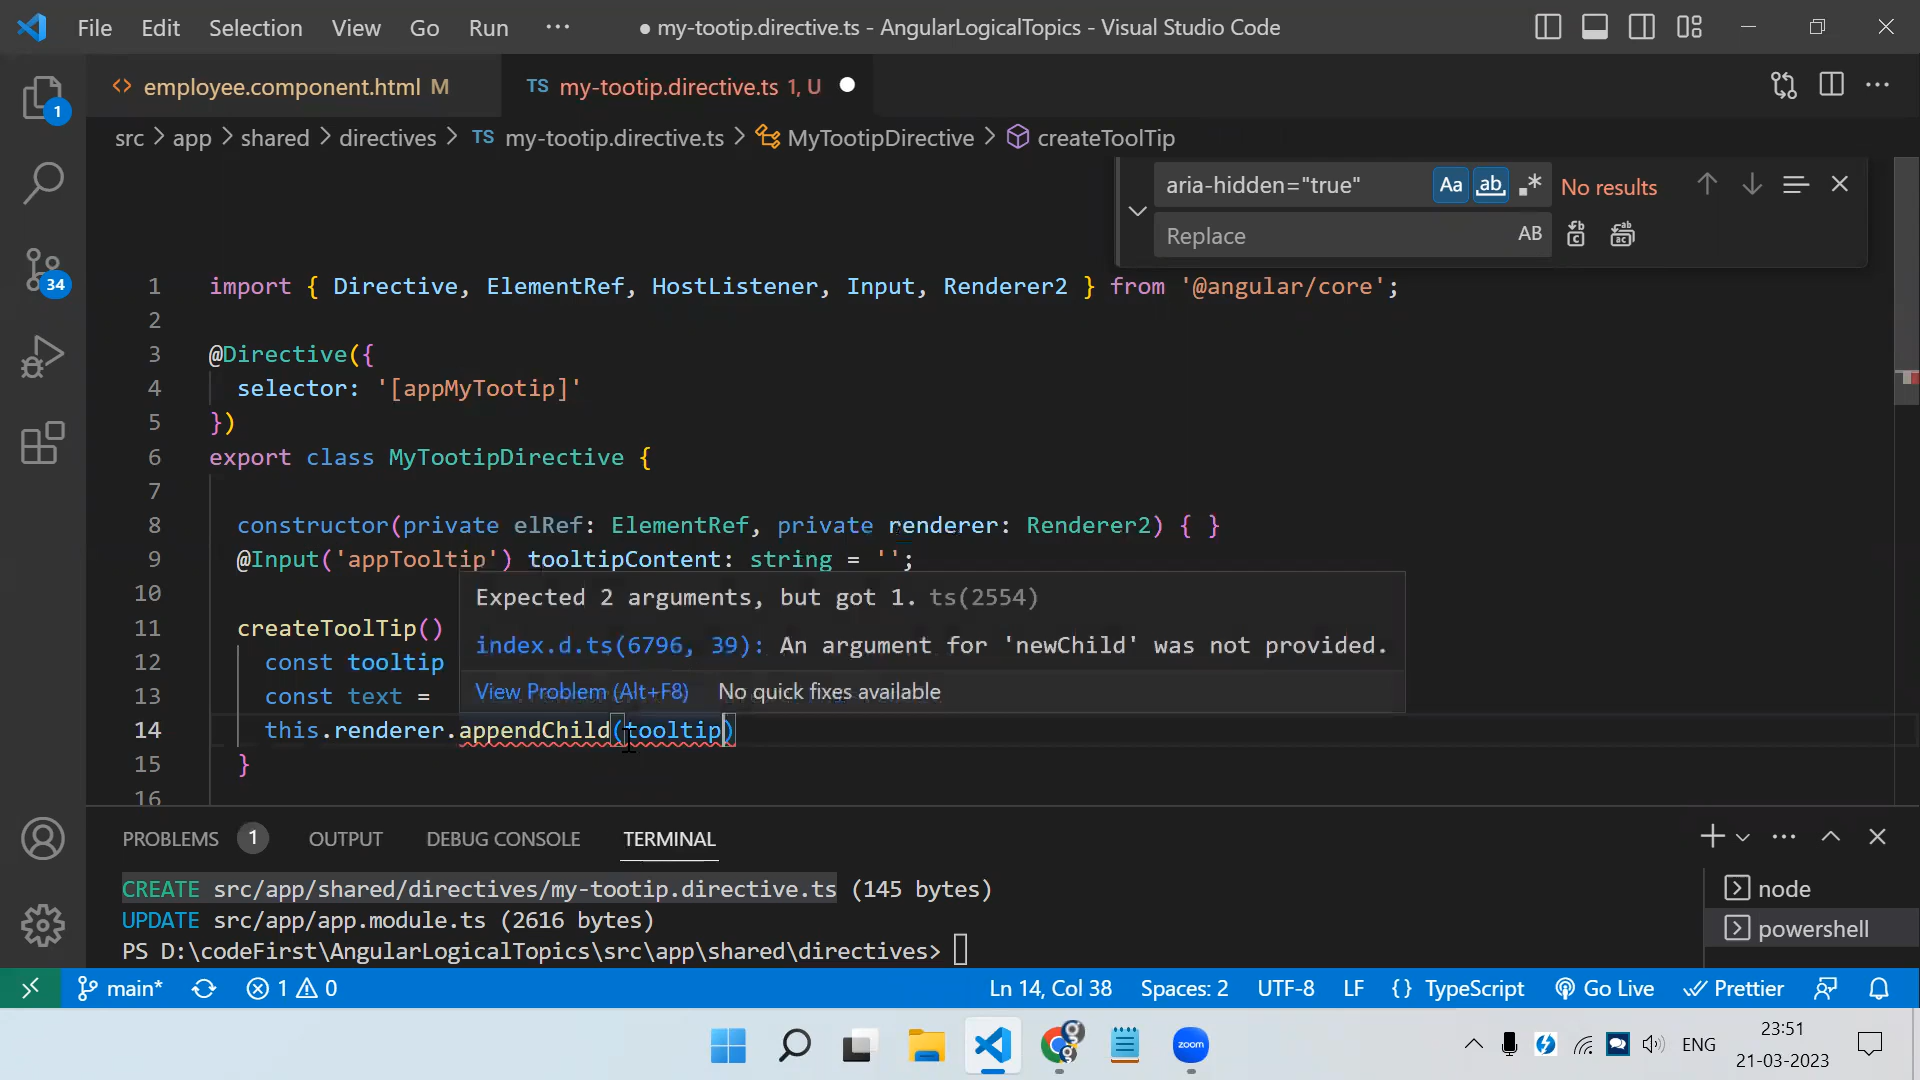 File Edit Selection View Go Run ··· ● my-tootip.directive.ts - AngularLogicalTopics - Visual Studio Code
<> employee.component.html M TS my-tootip.directive.ts 1, U
src > app > shared > directives > TS my-tootip.directive.ts > MyTootipDirective > createToolTip
1
34
aria-hidden="true" Aa ab No results
Replace AB
1 import { Directive, ElementRef, HostListener, Input, Renderer2 } from '@angular/core';
2
3 @Directive({
4 selector: '[appMyTootip]'
5 })
6 export class MyTootipDirective {
7
8 constructor(private elRef: ElementRef, private renderer: Renderer2) { }
9 @Input('appTooltip') tooltipContent: string = '';
10
Expected 2 arguments, but got 1. ts(2554)
11 createToolTip()
index.d.ts(6796, 39): An argument for 'newChild' was not provided.
12 const tooltip
View Problem (Alt+F8) No quick fixes available
13 const text =
14 this.renderer.appendChild(tooltip)
15 }
16
PROBLEMS 1 OUTPUT DEBUG CONSOLE TERMINAL
CREATE src/app/shared/directives/my-tootip.directive.ts (145 bytes)
UPDATE src/app/app.module.ts (2616 bytes)
PS D:\codeFirst\AngularLogicalTopics\src\app\shared\directives>
node
powershell
main* 1 0 Ln 14, Col 38 Spaces: 2 UTF-8 LF {} TypeScript Go Live Prettier
zoom
ENG
23:51
21-03-2023